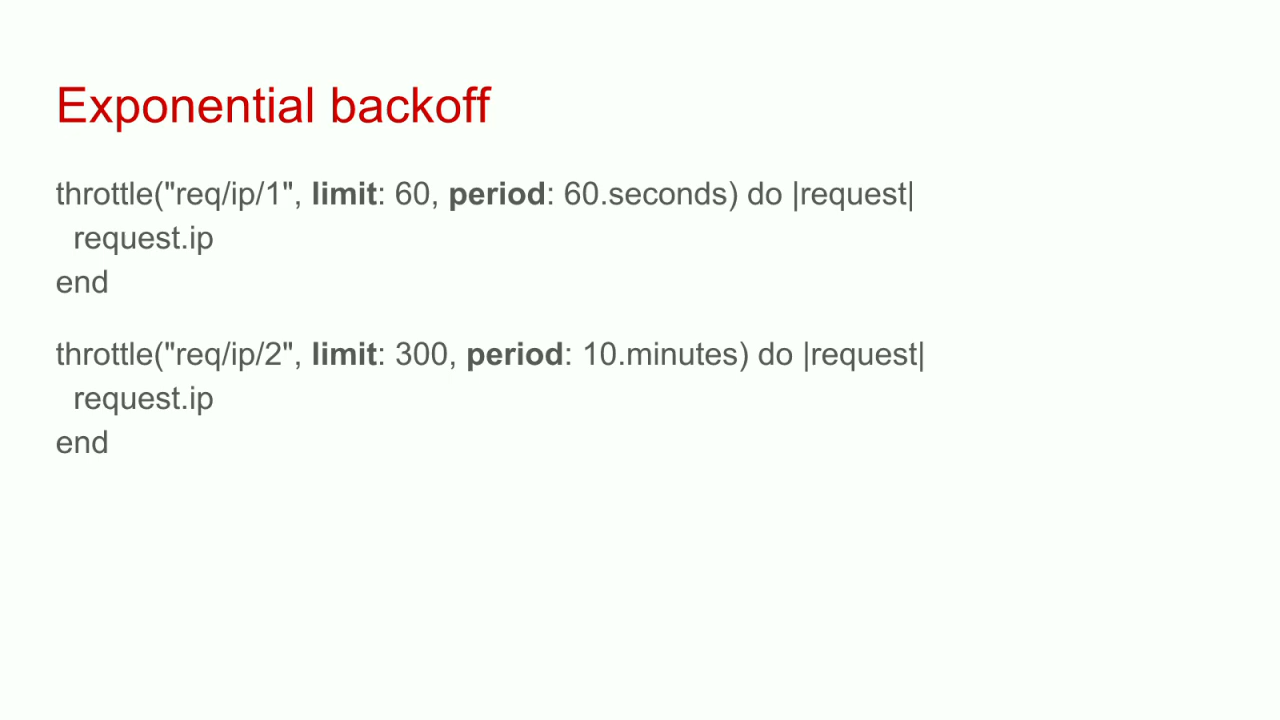 Exponential backoff
throttle("req/ip/1", limit: 60, period: 60.seconds) do |request|
  request.ip
end
throttle("req/ip/2", limit: 300, period: 10.minutes) do |request|
  request.ip
end